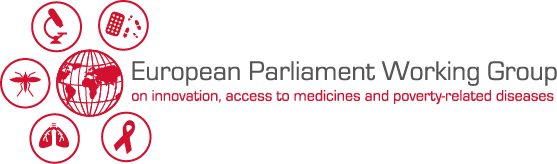 European Parliament Working Group
on innovation, access to medicines and poverty-related diseases